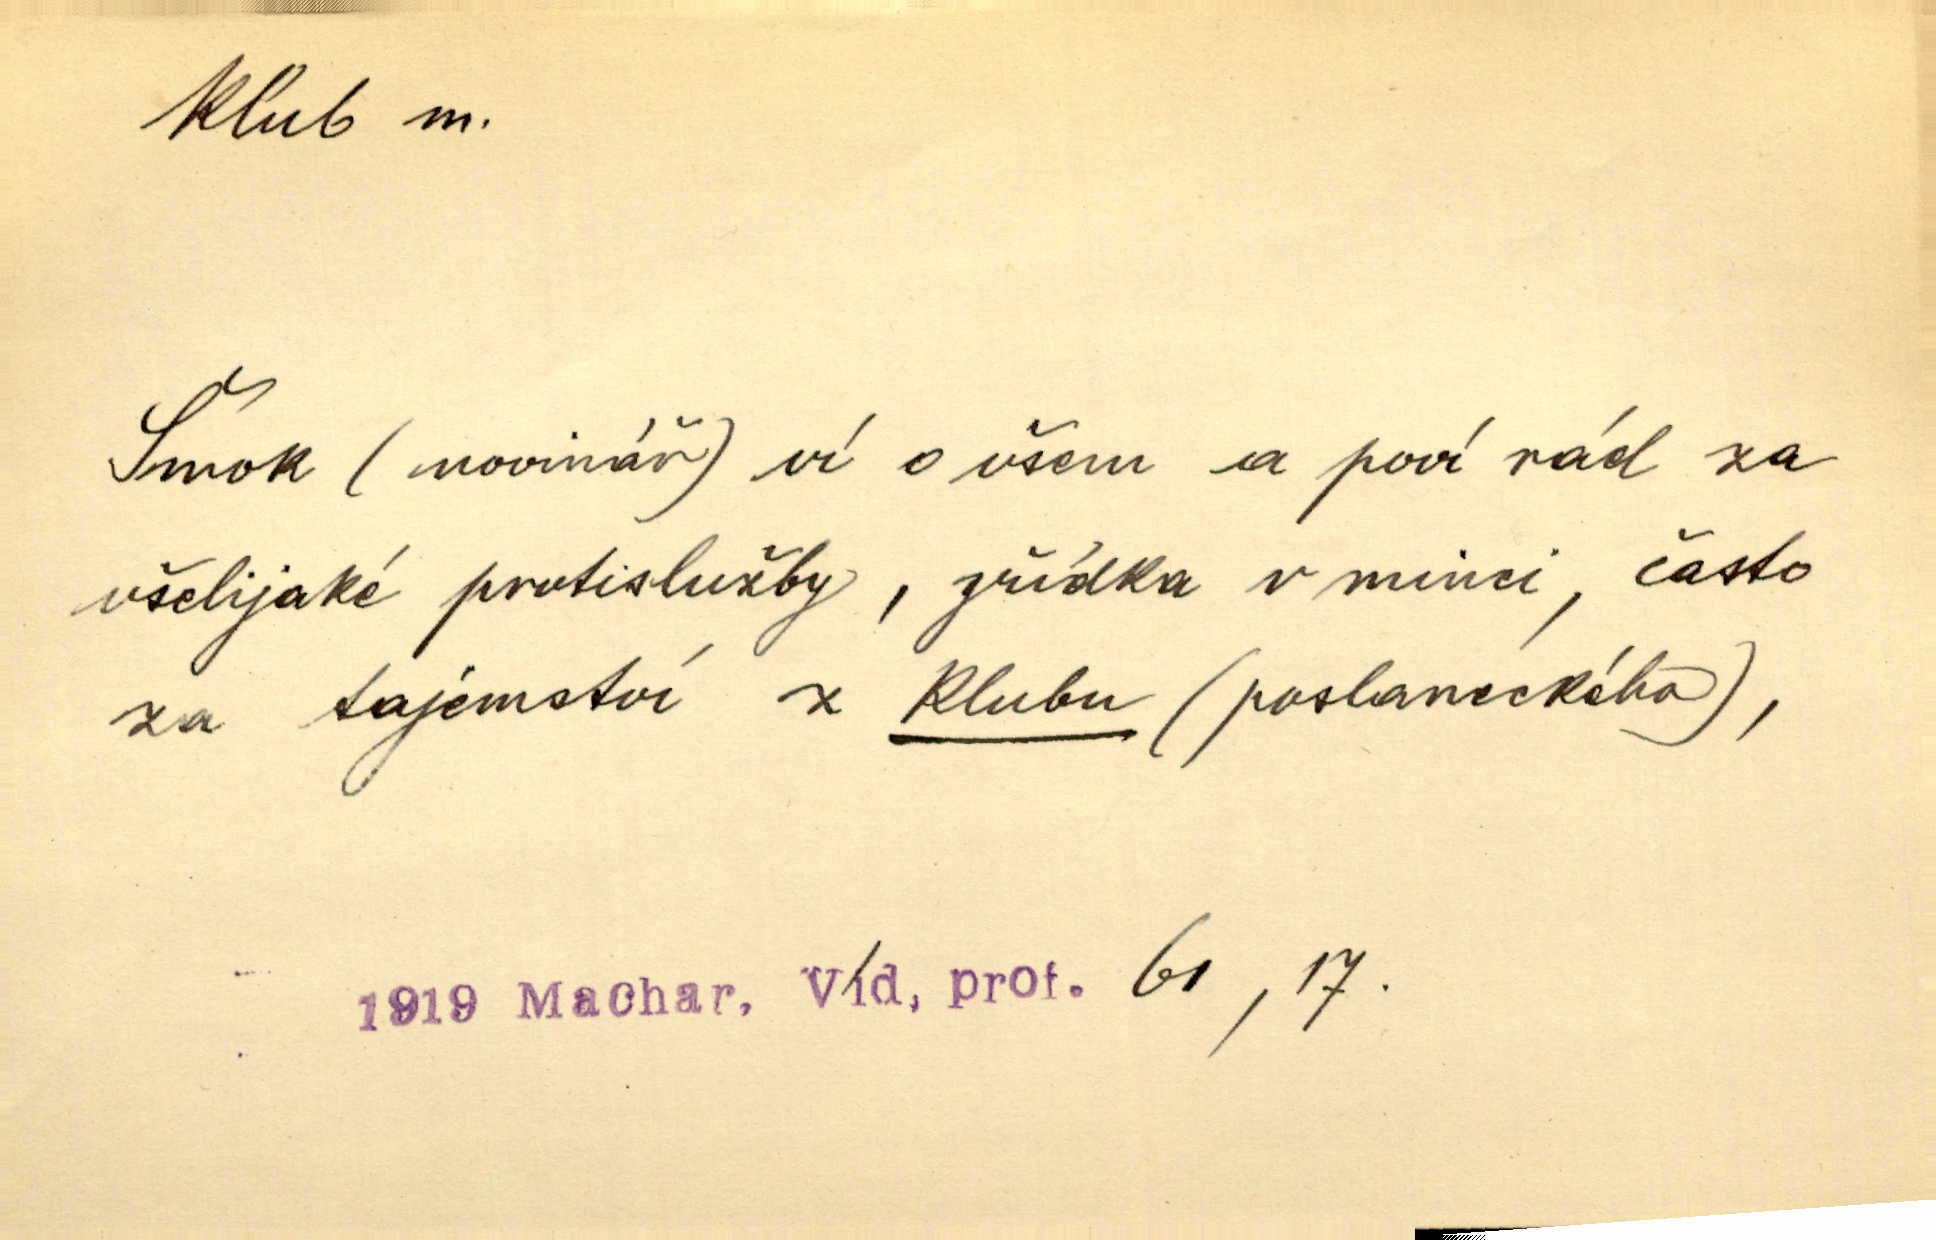 Klub m.
Šmok (novinář) ví o všem a poví rád za
všelijaké protislužby, zřídka v minci, často
za tajemství z Klubu (poslaneckého),
1919 Machar, Víd, prof. 61, 17.